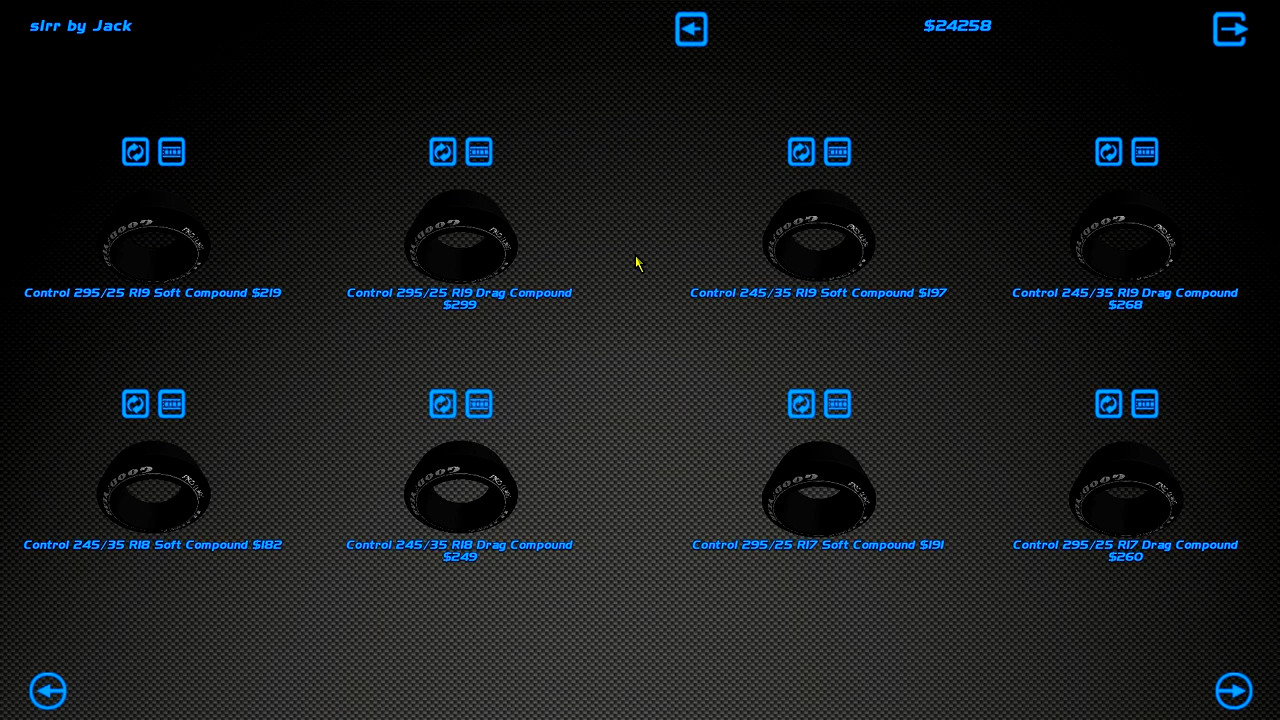 slrr by Jack
$24258
Control 295/25 R19 Soft Compound $219
Control 295/25 R19 Drag Compound
$299
Control 245/35 R19 Soft Compound $197
Control 245/35 R19 Drag Compound
$268
Control 245/35 R18 Soft Compound $182
Control 245/35 R18 Drag Compound
$249
Control 295/25 R17 Soft Compound $191
Control 295/25 R17 Drag Compound
$260